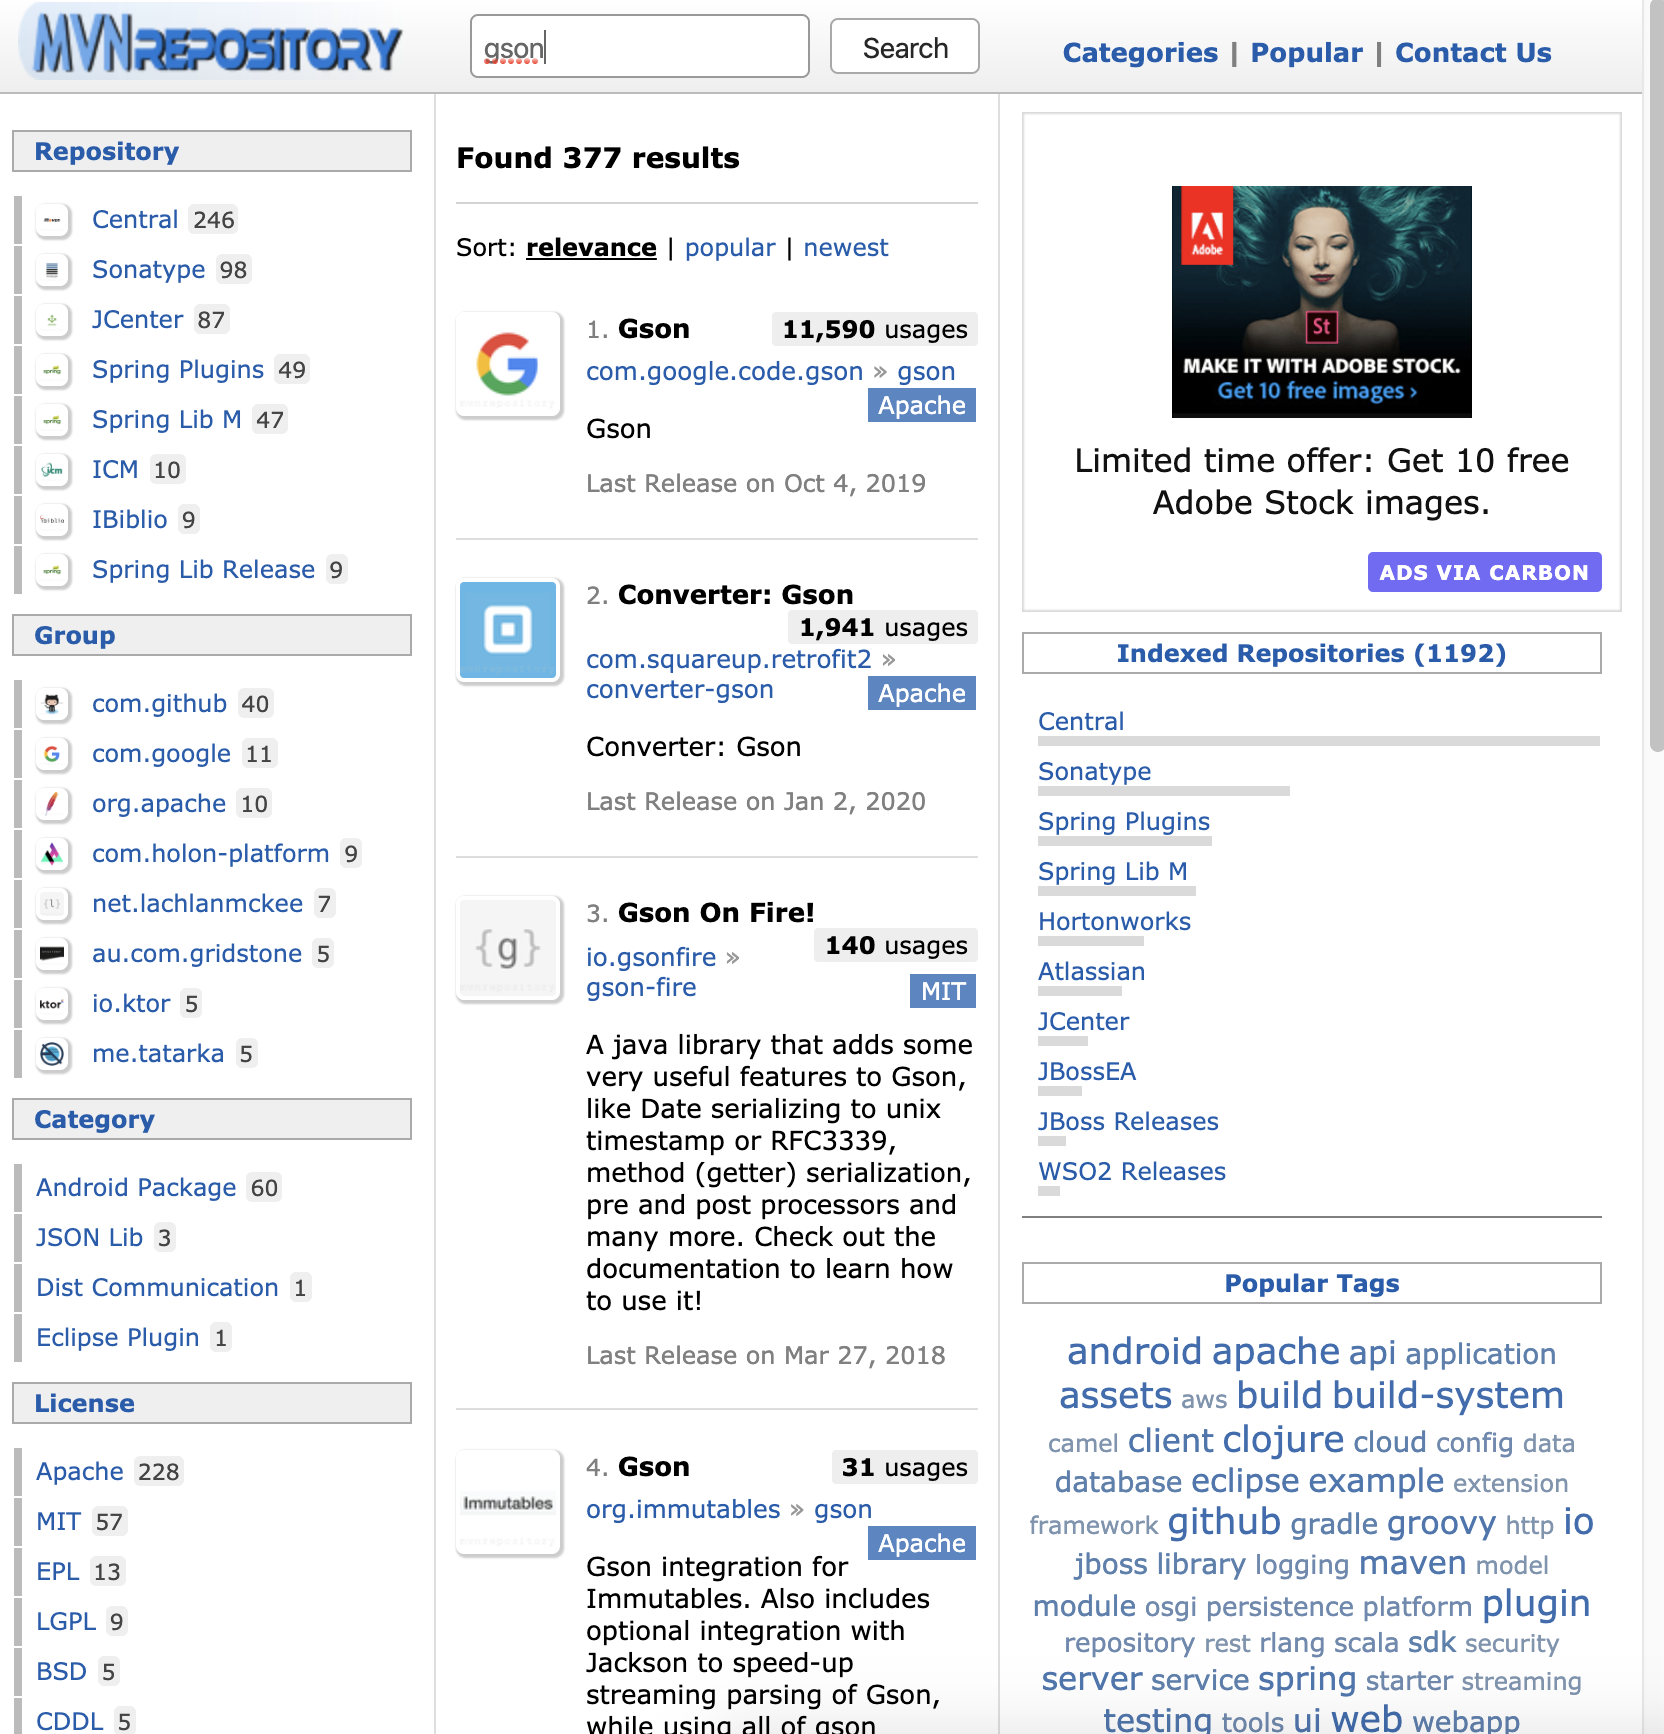 MVNREPOSITORY
gson
Search
Categories | Popular | Contact Us
Repository
Central 246
Sonatype 98
JCenter 87
Spring Plugins 49
Spring Lib M 47
ICM 10
IBiblio 9
Spring Lib Release 9
Group
com.github 40
com.google 11
org.apache 10
com.holon-platform 9
net.lachlanmckee 7
au.com.gridstone 5
ktor
io.ktor 5
me.tatarka 5
Category
Android Package 60
JSON Lib 3
Dist Communication 1
Eclipse Plugin 1
License
Apache 228
MIT 57
EPL 13
LGPL 9
BSD 5
CDDL 5
Found 377 results
Sort: relevance | popular | newest
1. Gson
11,590 usages
com.google.code.gson » gson
Apache
Gson
Last Release on Oct 4, 2019
2. Converter: Gson
1,941 usages
com.squareup.retrofit2 »
converter-gson
Apache
Converter: Gson
Last Release on Jan 2, 2020
{g}
3. Gson On Fire!
140 usages
io.gsonfire »
gson-fire
MIT
A java library that adds some
very useful features to Gson,
like Date serializing to unix
timestamp or RFC3339,
method (getter) serialization,
pre and post processors and
many more. Check out the
documentation to learn how
to use it!
Last Release on Mar 27, 2018
Immutables
4. Gson
31 usages
org.immutables » gson
Apache
Gson integration for
Immutables. Also includes
optional integration with
Jackson to speed-up
streaming parsing of Gson,
while using all of gson
Adobe
St
MAKE IT WITH ADOBE STOCK.
Get 10 free images ›
Limited time offer: Get 10 free
Adobe Stock images.
ADS VIA CARBON
Indexed Repositories (1192)
Central
Sonatype
Spring Plugins
Spring Lib M
Hortonworks
Atlassian
JCenter
JBossEA
JBoss Releases
WSO2 Releases
Popular Tags
android apache api application
assets aws build build-system
camel client clojure cloud config data
database eclipse example extension
framework github gradle groovy http io
jboss library logging maven model
module osgi persistence platform plugin
repository rest rlang scala sdk security
server service spring starter streaming
testing tools ui web webapp